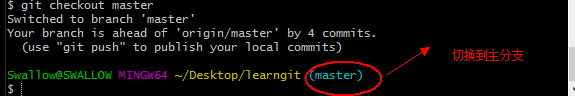 $ git checkout master
Switched to branch 'master'
Your branch is ahead of 'origin/master' by 4 commits.
  (use "git push" to publish your local commits)
Swallow@SWALLOW MINGW64 ~/Desktop/learngit (master)
切换到主分支
$